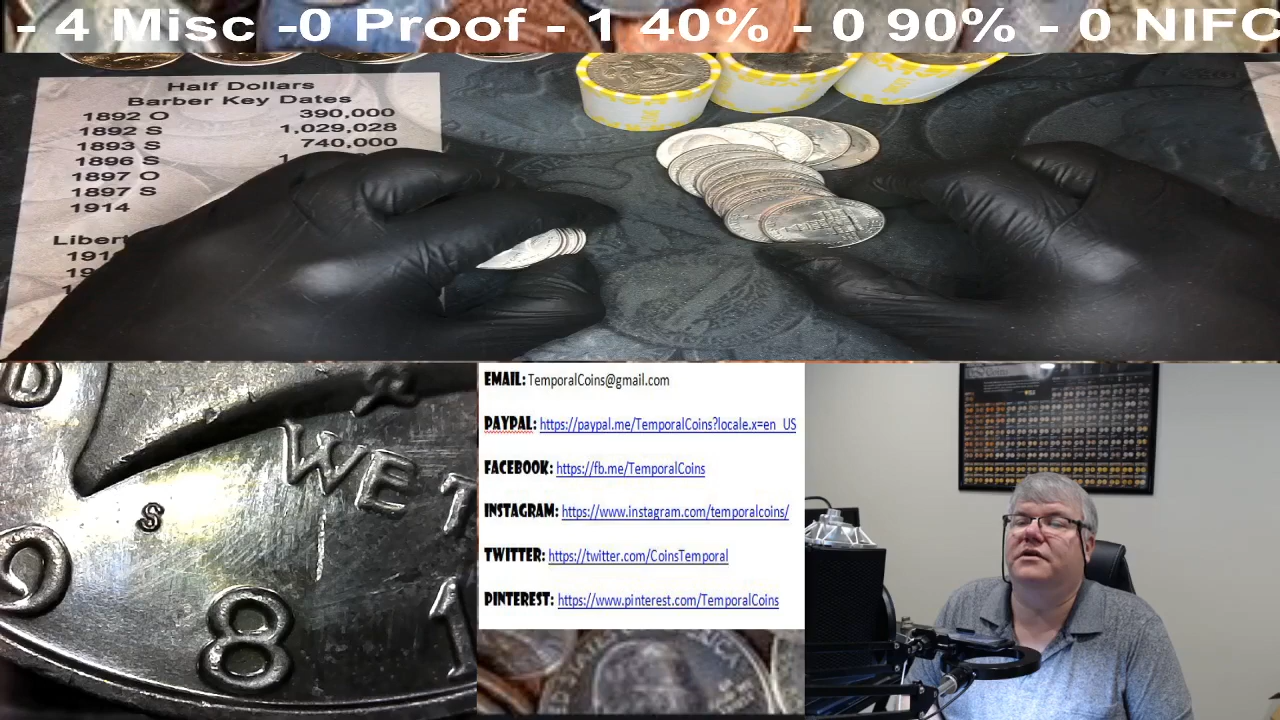 - 4 Misc -0 Proof - 1 40% - 0 90% - 0 NIFC
Half Dollars
Barber Key Dates
1892 O 390,000
1892 S 1,029,028
1893 S 740,000
1896 S 1
1897 O
1897 S
1914
EMAIL: TemporalCoins@gmail.com
PAYPAL: https://paypal.me/TemporalCoins?locale.x=en_US
FACEBOOK: https://fb.me/TemporalCoins
INSTAGRAM: https://www.instagram.com/temporalcoins/
TWITTER: https://twitter.com/CoinsTemporal
PINTEREST: https://www.pinterest.com/TemporalCoins
D
WE T
S
9 8 1